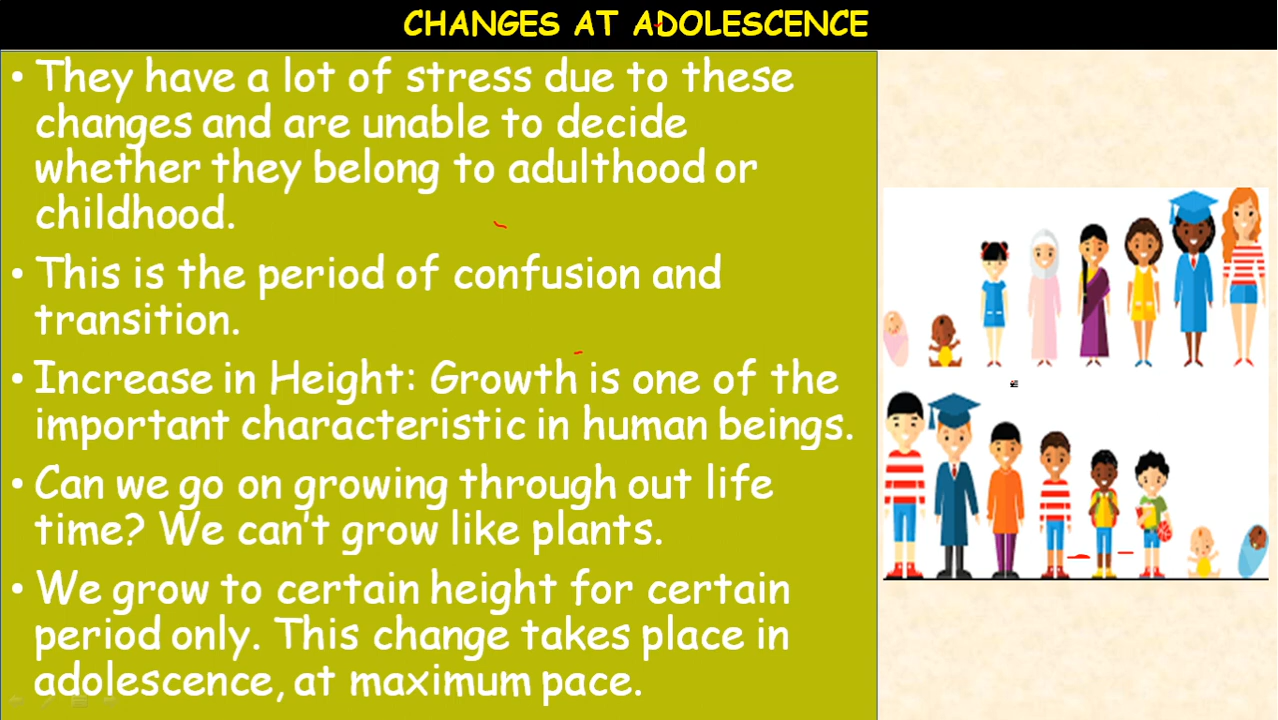 CHANGES AT ADOLESCENCE
• They have a lot of stress due to these
changes and are unable to decide
whether they belong to adulthood or
childhood.
• This is the period of confusion and
transition.
• Increase in Height: Growth is one of the
important characteristic in human beings.
• Can we go on growing through out life
time? We can't grow like plants.
• We grow to certain height for certain
period only. This change takes place in
adolescence, at maximum pace.